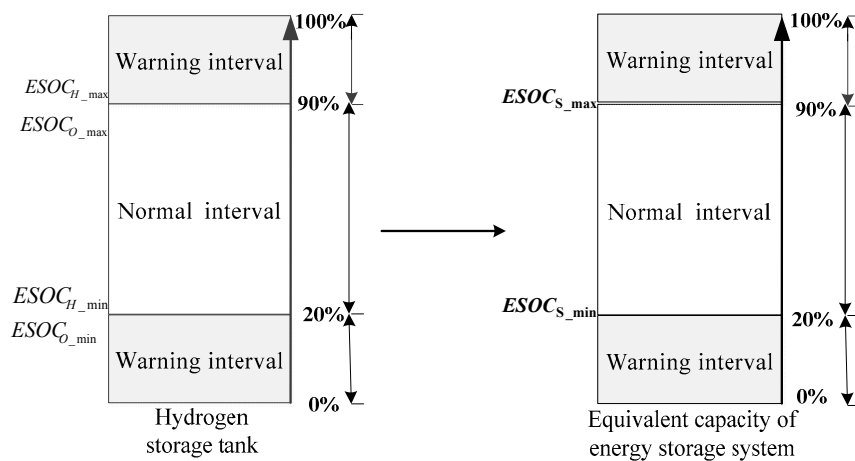 100%
Warning interval
ESOC_H_max
90%
ESOC_O_max
Normal interval
ESOC_H_min
20%
ESOC_O_min
Warning interval
0%
Hydrogen
storage tank
100%
Warning interval
ESOC_S_max
90%
Normal interval
ESOC_S_min
20%
Warning interval
0%
Equivalent capacity of
energy storage system